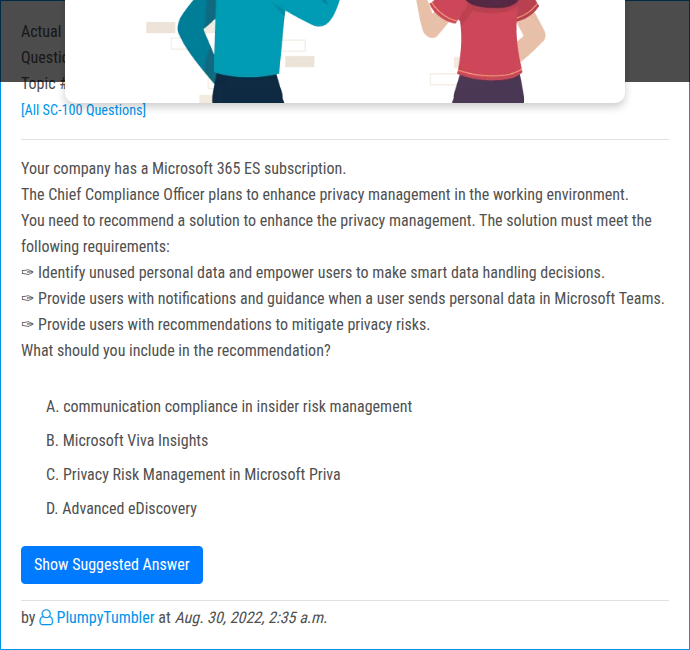 Actual
Questio
Topic #
[All SC-100 Questions]
Your company has a Microsoft 365 ES subscription.
The Chief Compliance Officer plans to enhance privacy management in the working environment.
You need to recommend a solution to enhance the privacy management. The solution must meet the
following requirements:
✑ Identify unused personal data and empower users to make smart data handling decisions.
✑ Provide users with notifications and guidance when a user sends personal data in Microsoft Teams.
✑ Provide users with recommendations to mitigate privacy risks.
What should you include in the recommendation?
A. communication compliance in insider risk management
B. Microsoft Viva Insights
C. Privacy Risk Management in Microsoft Priva
D. Advanced eDiscovery
Show Suggested Answer
by PlumpyTumbler at Aug. 30, 2022, 2:35 a.m.